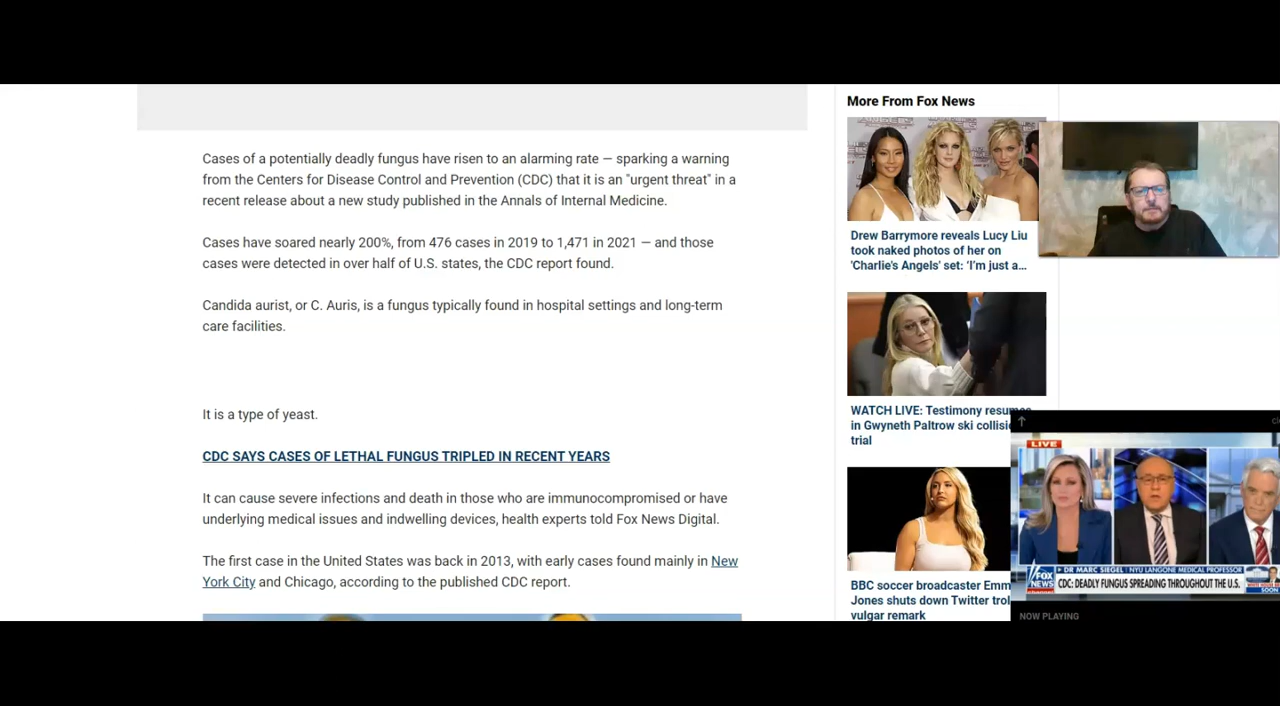 Cases of a potentially deadly fungus have risen to an alarming rate — sparking a warning
from the Centers for Disease Control and Prevention (CDC) that it is an "urgent threat" in a
recent release about a new study published in the Annals of Internal Medicine.
Cases have soared nearly 200%, from 476 cases in 2019 to 1,471 in 2021 — and those
cases were detected in over half of U.S. states, the CDC report found.
Candida aurist, or C. Auris, is a fungus typically found in hospital settings and long-term
care facilities.
It is a type of yeast.
CDC SAYS CASES OF LETHAL FUNGUS TRIPLED IN RECENT YEARS
It can cause severe infections and death in those who are immunocompromised or have
underlying medical issues and indwelling devices, health experts told Fox News Digital.
The first case in the United States was back in 2013, with early cases found mainly in New
York City and Chicago, according to the published CDC report.
More From Fox News
Drew Barrymore reveals Lucy Liu
took naked photos of her on
'Charlie's Angels' set: 'I'm just a...
WATCH LIVE: Testimony resumes
in Gwyneth Paltrow ski collisio
trial
BBC soccer broadcaster Emm
Jones shuts down Twitter trol
vulgar remark
LIVE
DR MARC SIEGEL | NYU LANGONE MEDICAL PROFESSOR
CDC: DEADLY FUNGUS SPREADING THROUGHOUT THE U.S.
FOX
NEWS
channel
SOON
NOW PLAYING